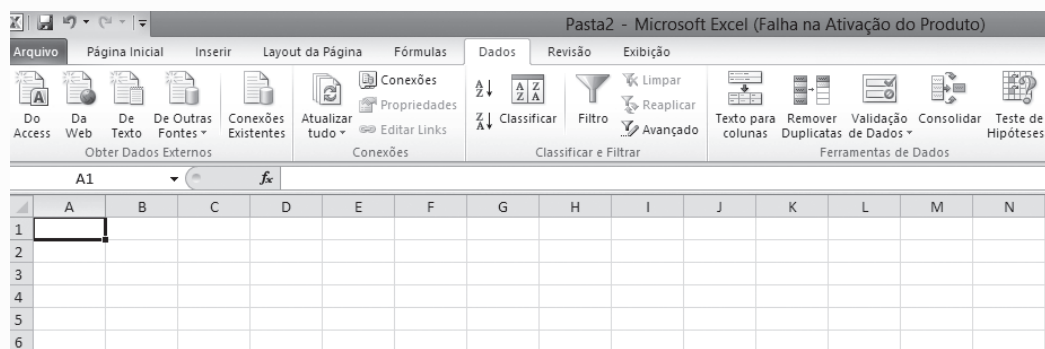 Pasta2 - Microsoft Excel (Falha na Ativação do Produto)
Arquivo Página Inicial Inserir Layout da Página Fórmulas Dados Revisão Exibição
Do Access Da Web De Texto De Outras Fontes Conexões Existentes
Obter Dados Externos
Atualizar tudo Conexões Propriedades Editar Links
Conexões
Classificar Filtro Limpar Reaplicar Avançado
Classificar e Filtrar
Texto para colunas Remover Duplicatas Validação de Dados Consolidar Teste de Hipóteses
Ferramentas de Dados
A1 fx
A B C D E F G H I J K L M N
1
2
3
4
5
6